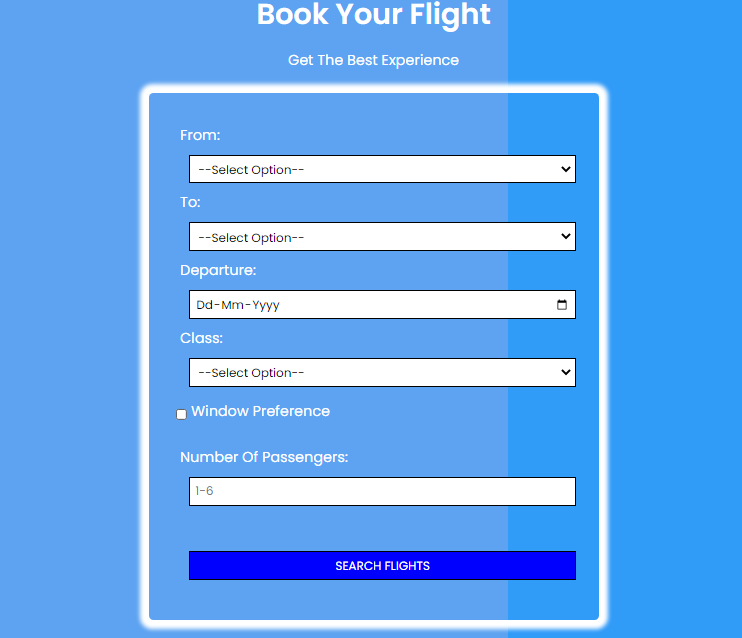 Book Your Flight
Get The Best Experience
From:
--Select Option--
To:
--Select Option--
Departure:
Dd-Mm-Yyyy
Class:
--Select Option--
Window Preference
Number Of Passengers:
1-6
SEARCH FLIGHTS